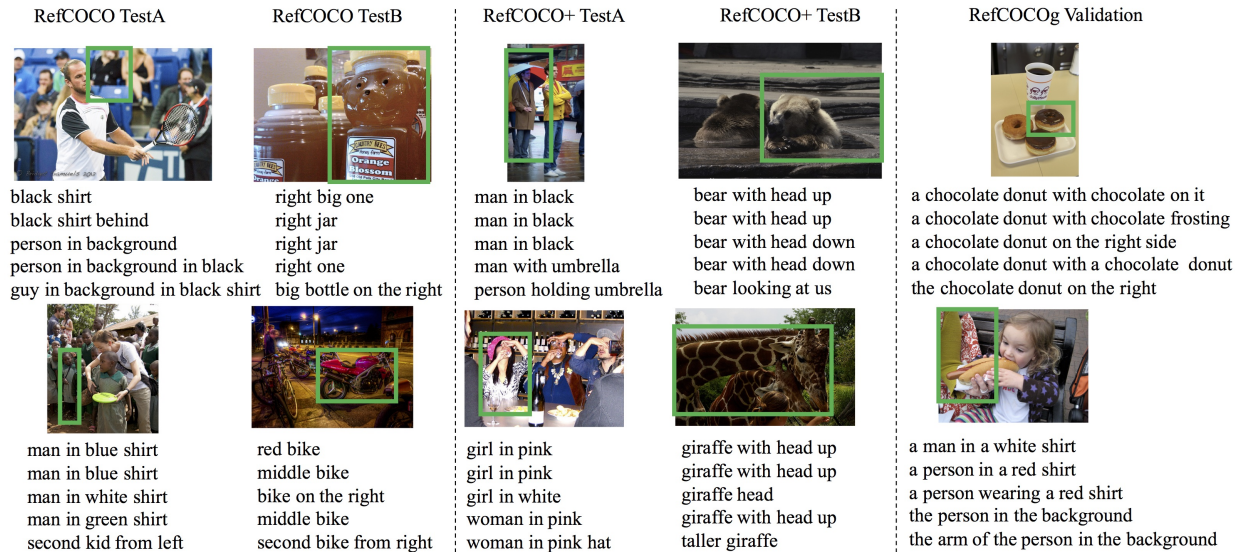 RefCOCO TestA
RefCOCO TestB
RefCOCO+ TestA
RefCOCO+ TestB
RefCOCOg Validation
COUNTRY
Orange
Blossom
Orange
2012
black shirt
black shirt behind
person in background
person in background in black
guy in background in black shirt
right big one
right jar
right jar
right one
big bottle on the right
man in black
man in black
man in black
man with umbrella
person holding umbrella
bear with head up
bear with head up
bear with head down
bear with head down
bear looking at us
a chocolate donut with chocolate on it
a chocolate donut with chocolate frosting
a chocolate donut on the right side
a chocolate donut with a chocolate donut
the chocolate donut on the right
man in blue shirt
man in blue shirt
man in white shirt
man in green shirt
second kid from left
red bike
middle bike
bike on the right
middle bike
second bike from right
girl in pink
girl in pink
girl in white
woman in pink
woman in pink hat
giraffe with head up
giraffe with head up
giraffe head
giraffe with head up
taller giraffe
a man in a white shirt
a person in a red shirt
a person wearing a red shirt
the person in the background
the arm of the person in the background